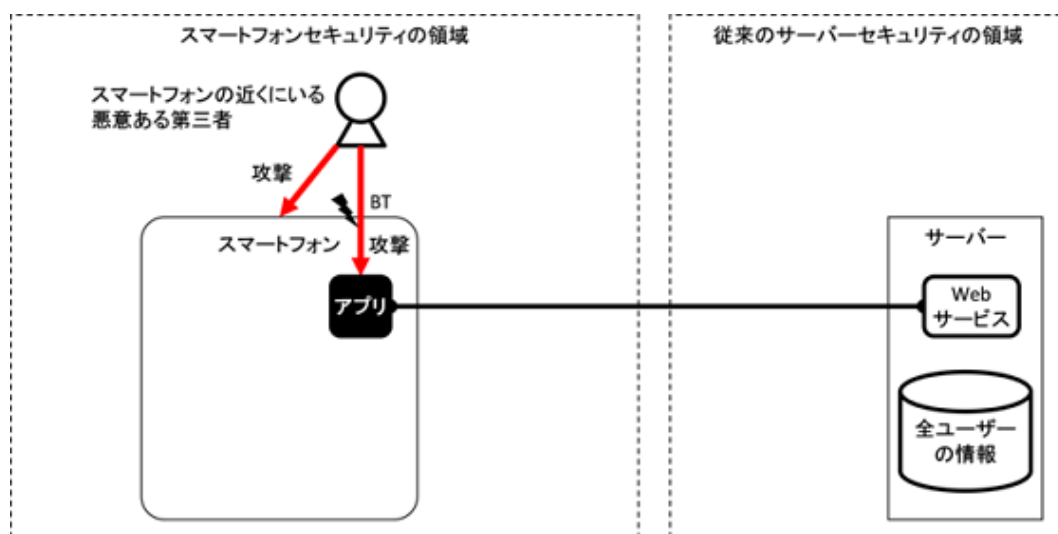 スマートフォンセキュリティの領域
従来のサーバーセキュリティの領域
スマートフォンの近くにいる
悪意ある第三者
攻撃
BT
スマートフォン
攻撃
アプリ
サーバー
Web
サービス
全ユーザー
の情報